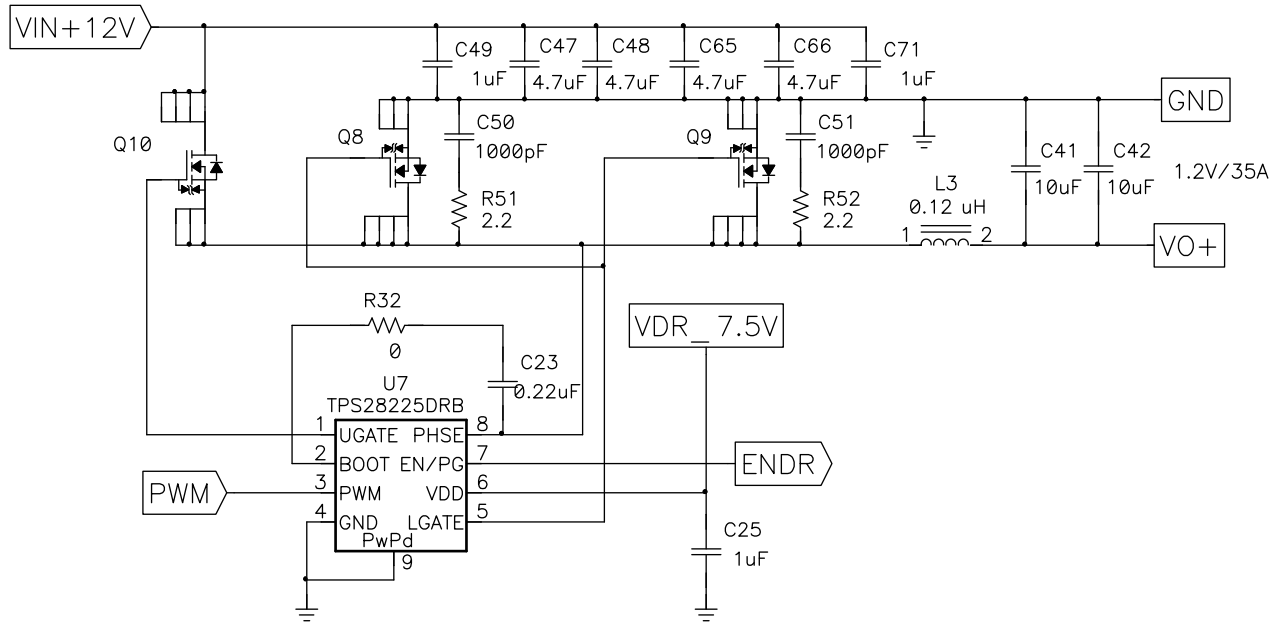 VIN+12V
C49
1uF
C47
4.7uF
C48
4.7uF
C65
4.7uF
C66
4.7uF
C71
1uF
GND
Q10
Q8
C50
1000pF
R51
2.2
Q9
C51
1000pF
R52
2.2
L3
0.12 uH
1
2
C41
10uF
C42
10uF
1.2V/35A
VO+
R32
0
C23
0.22uF
VDR_ 7.5V
U7
TPS28225DRB
1 UGATE PHSE 8
2 BOOT EN/PG 7
3 PWM VDD 6
4 GND LGATE 5
PwPd
9
PWM
ENDR
C25
1uF